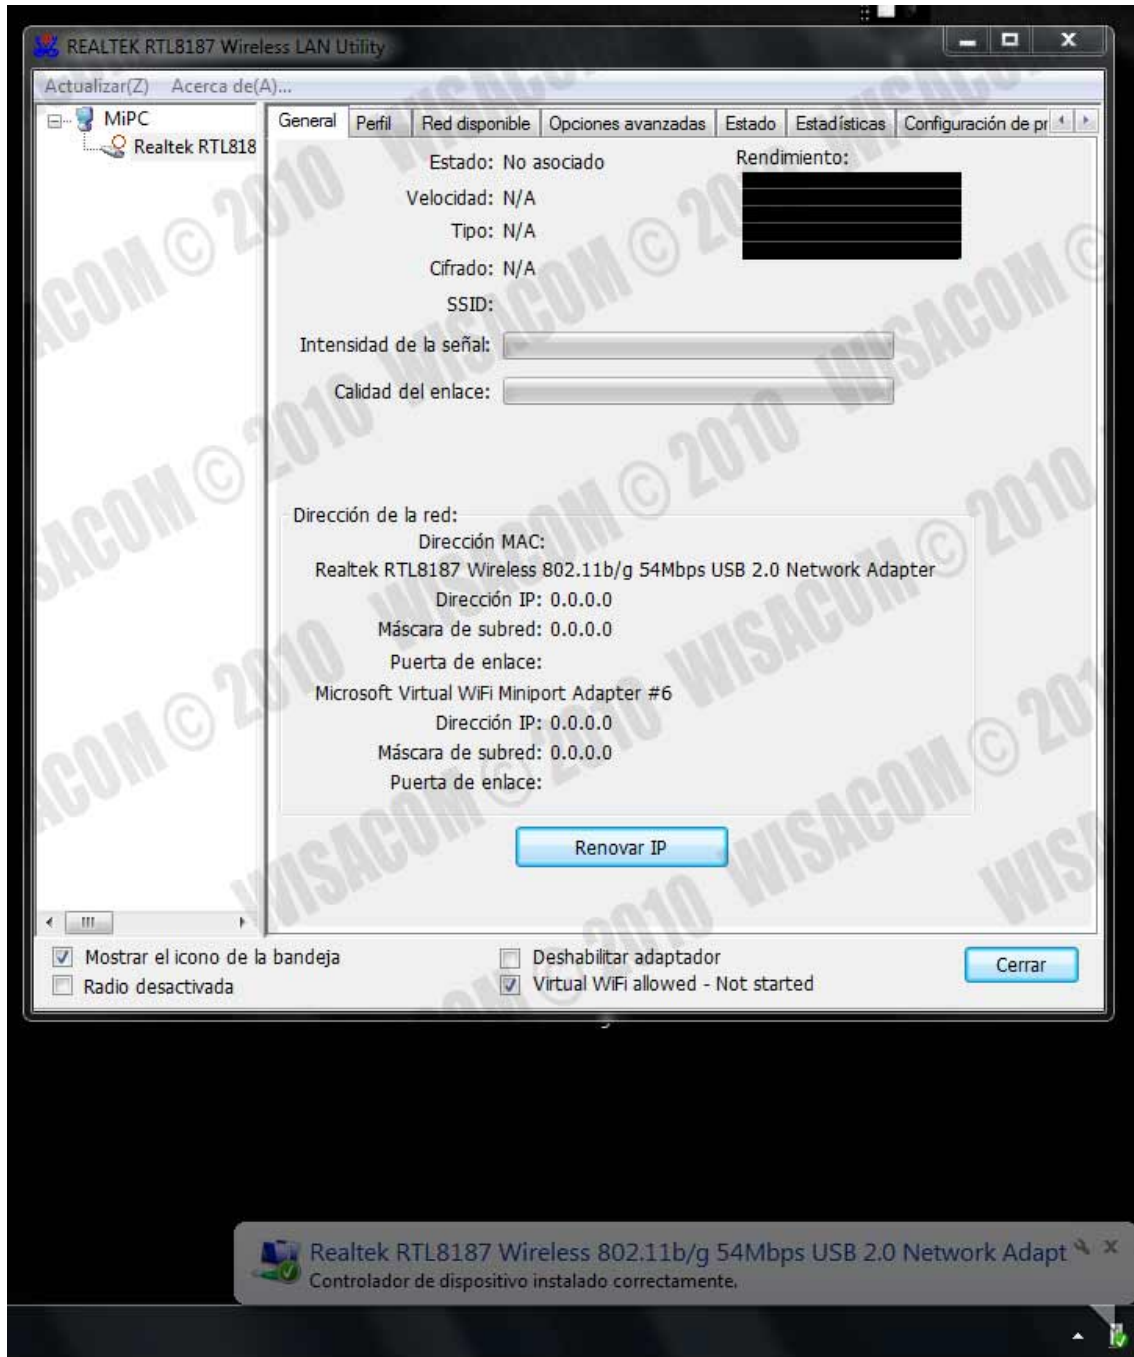 REALTEK RTL8187 Wireless LAN Utility
Actualizar(Z) Acerca de(A)...
MiPC
Realtek RTL818
General Perfil Red disponible Opciones avanzadas Estado Estadísticas Configuración de pr
Estado: No asociado
Rendimiento:
Velocidad: N/A
Tipo: N/A
Cifrado: N/A
SSID:
Intensidad de la señal:
Calidad del enlace:
Dirección de la red:
Dirección MAC:
Realtek RTL8187 Wireless 802.11b/g 54Mbps USB 2.0 Network Adapter
Dirección IP: 0.0.0.0
Máscara de subred: 0.0.0.0
Puerta de enlace:
Microsoft Virtual WiFi Miniport Adapter #6
Dirección IP: 0.0.0.0
Máscara de subred: 0.0.0.0
Puerta de enlace:
Renovar IP
Mostrar el icono de la bandeja
Deshabilitar adaptador
Radio desactivada
Virtual WiFi allowed - Not started
Cerrar
WISACOM © 2010 WISACOM © 2010
Realtek RTL8187 Wireless 802.11b/g 54Mbps USB 2.0 Network Adapt
Controlador de dispositivo instalado correctamente.